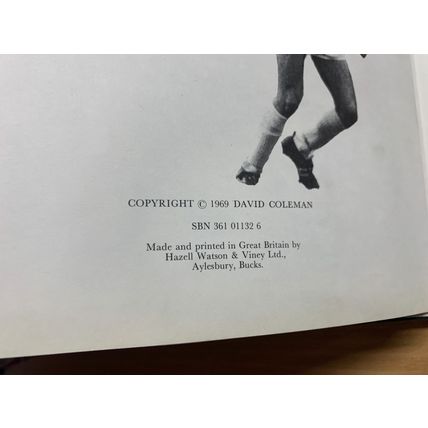 COPYRIGHT © 1969 DAVID COLEMAN
SBN 361 01132 6
Made and printed in Great Britain by
Hazell Watson & Viney Ltd.,
Aylesbury, Bucks.